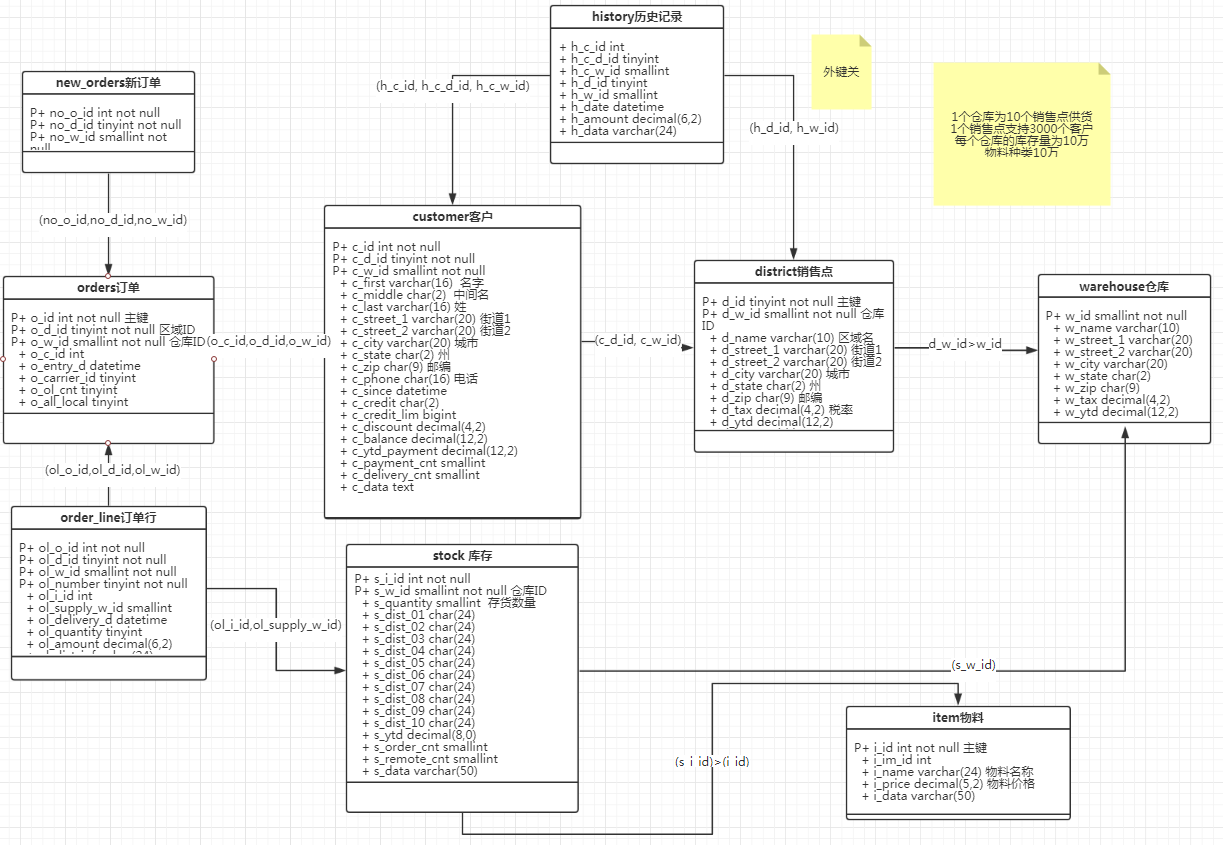 history历史记录
+ h_c_id int
+ h_c_d_id tinyint
+ h_c_w_id smallint
+ h_d_id tinyint
+ h_w_id smallint
+ h_date datetime
+ h_amount decimal(6,2)
+ h_data varchar(24)
外键关
1个仓库为10个销售点供货
1个销售点支持3000个客户
每个仓库的库存量为10万
物料种类10万
new_orders新订单
P+ no_o_id int not null
P+ no_d_id tinyint not null
P+ no_w_id smallint not
null
(h_c_id, h_c_d_id, h_c_w_id)
(h_d_id, h_w_id)
(no_o_id,no_d_id,no_w_id)
customer客户
P+ c_id int not null
P+ c_d_id tinyint not null
P+ c_w_id smallint not null
+ c_first varchar(16) 名字
+ c_middle char(2) 中间名
+ c_last varchar(16) 姓
+ c_street_1 varchar(20) 街道1
+ c_street_2 varchar(20) 街道2
+ c_city varchar(20) 城市
+ c_state char(2) 州
+ c_zip char(9) 邮编
+ c_phone char(16) 电话
+ c_since datetime
+ c_credit char(2)
+ c_credit_lim bigint
+ c_discount decimal(4,2)
+ c_balance decimal(12,2)
+ c_ytd_payment decimal(12,2)
+ c_payment_cnt smallint
+ c_delivery_cnt smallint
+ c_data text
orders订单
P+ o_id int not null 主键
P+ o_d_id tinyint not null 区域ID
P+ o_w_id smallint not null 仓库ID
+ o_c_id int
+ o_entry_d datetime
+ o_carrier_id tinyint
+ o_ol_cnt tinyint
+ o_all_local tinyint
(o_c_id,o_d_id,o_w_id)
(c_d_id, c_w_id)
district销售点
P+ d_id tinyint not null 主键
P+ d_w_id smallint not null 仓库
ID
+ d_name varchar(10) 区域名
+ d_street_1 varchar(20) 街道1
+ d_street_2 varchar(20) 街道2
+ d_city varchar(20) 城市
+ d_state char(2) 州
+ d_zip char(9) 邮编
+ d_tax decimal(4,2) 税率
+ d_ytd decimal(12,2)
d_w_id>w_id
warehouse仓库
P+ w_id smallint not null
+ w_name varchar(10)
+ w_street_1 varchar(20)
+ w_street_2 varchar(20)
+ w_city varchar(20)
+ w_state char(2)
+ w_zip char(9)
+ w_tax decimal(4,2)
+ w_ytd decimal(12,2)
(ol_o_id,ol_d_id,ol_w_id)
order_line订单行
P+ ol_o_id int not null
P+ ol_d_id tinyint not null
P+ ol_w_id smallint not null
P+ ol_number tinyint not null
+ ol_i_id int
+ ol_supply_w_id smallint
+ ol_delivery_d datetime
+ ol_quantity tinyint
+ ol_amount decimal(6,2)
(ol_i_id,ol_supply_w_id)
stock 库存
P+ s_i_id int not null
P+ s_w_id smallint not null 仓库ID
+ s_quantity smallint 存货数量
+ s_dist_01 char(24)
+ s_dist_02 char(24)
+ s_dist_03 char(24)
+ s_dist_04 char(24)
+ s_dist_05 char(24)
+ s_dist_06 char(24)
+ s_dist_07 char(24)
+ s_dist_08 char(24)
+ s_dist_09 char(24)
+ s_dist_10 char(24)
+ s_ytd decimal(8,0)
+ s_order_cnt smallint
+ s_remote_cnt smallint
+ s_data varchar(50)
(s_w_id)
(s_i_id)>(i_id)
item物料
P+ i_id int not null 主键
+ i_im_id int
+ i_name varchar(24) 物料名称
+ i_price decimal(5,2) 物料价格
+ i_data varchar(50)